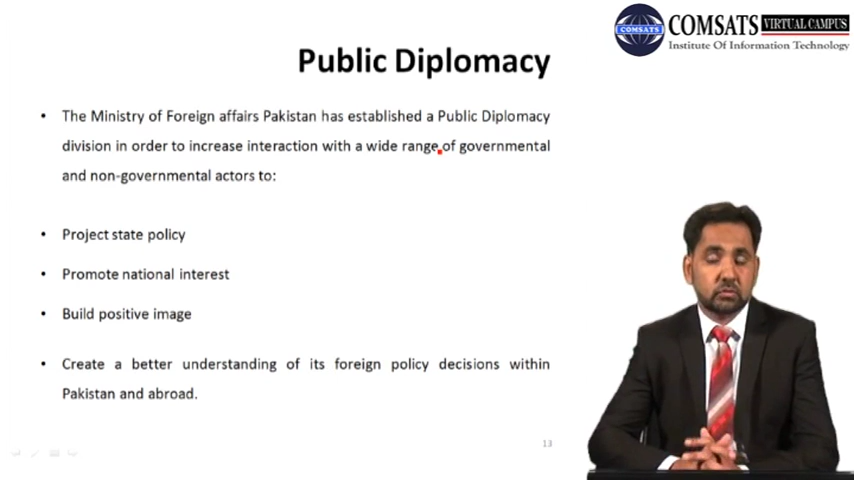 COMSATS VIRTUAL CAMPUS
COMSATS
Institute Of Information Technology
Public Diplomacy
• The Ministry of Foreign affairs Pakistan has established a Public Diplomacy
division in order to increase interaction with a wide range of governmental
and non-governmental actors to:
• Project state policy
• Promote national interest
• Build positive image
• Create a better understanding of its foreign policy decisions within
Pakistan and abroad.
13